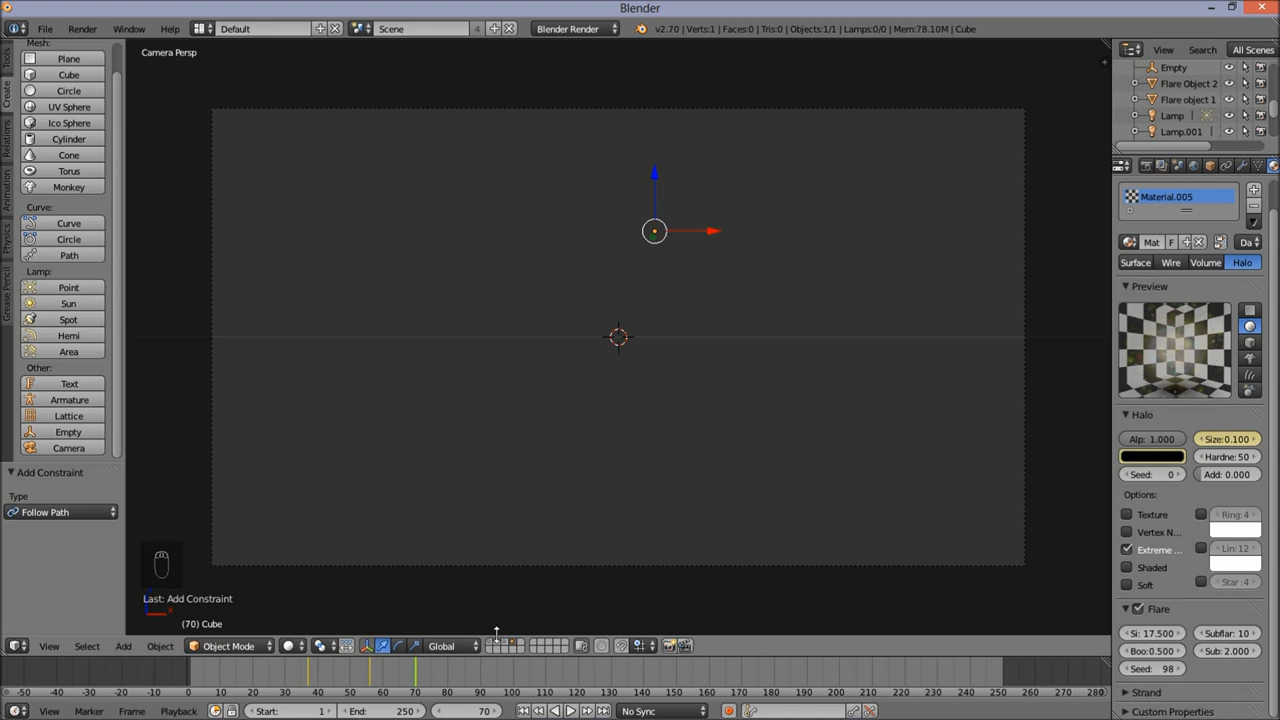 Blender
File Render Window Help Default Scene 4 Blender Render v2.70 | Verts:1 | Faces:0 | Tris:0 | Objects:1/1 | Lamps:0/0 | Mem:78.10M | Cube
Camera Persp
Tools
Create
Relations
Animation
Physics
Grease Pencil
Mesh:
Plane
Cube
Circle
UV Sphere
Ico Sphere
Cylinder
Cone
Torus
Monkey
Curve:
Curve
Circle
Path
Lamp:
Point
Sun
Spot
Hemi
Area
Other:
Text
Armature
Lattice
Empty
Camera
Add Constraint
Type
Follow Path
Last: Add Constraint
(70) Cube
View Select Add Object Object Mode Global
View Search All Scenes
Empty
Flare Object 2
Flare object 1
Lamp
Lamp.001
Material.005
Mat F Da
Surface Wire Volume Halo
Preview
Halo
Alp: 1.000 Size:0.100
Hardne: 50
Seed: 0 Add: 0.000
Options:
Texture Ring: 4
Vertex N...
Extreme ... Lin: 12
Shaded
Soft Star :4
Flare
Si: 17.500 Subflar: 10
Boo:0.500 Sub: 2.000
Seed: 98
Strand
Custom Properties
-50 -40 -30 -20 -10 0 10 20 30 40 50 60 70 80 90 100 110 120 130 140 150 160 170 180 190 200 210 220 230 240 250 260 270 280
View Marker Frame Playback Start: 1 End: 250 70 No Sync